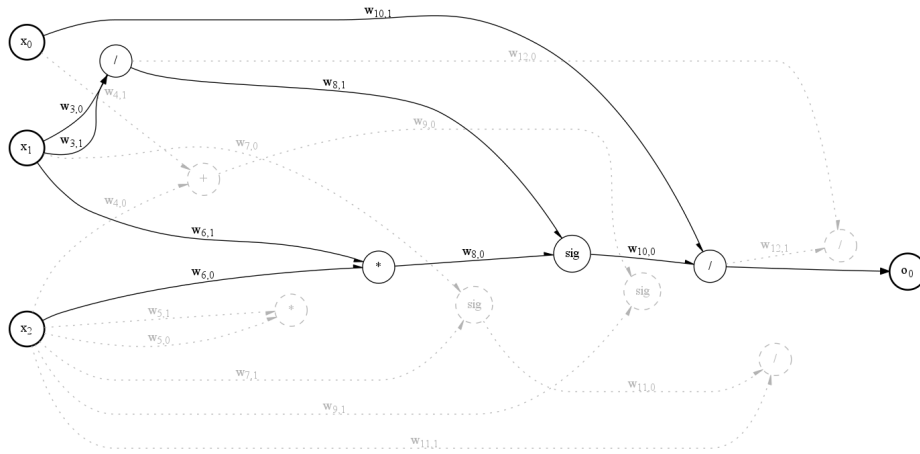 w10,1
x0
/
w12,0
w8,1
w4,1
w3,0
w9,0
w3,1
x1
w7,0
+
w4,0
w6,1
/
w12,1
w8,0
sig
w10,0
*
/
o0
w6,0
sig
sig
*
w5,1
x2
w5,0
/
w7,1
w11,0
w9,1
w11,1